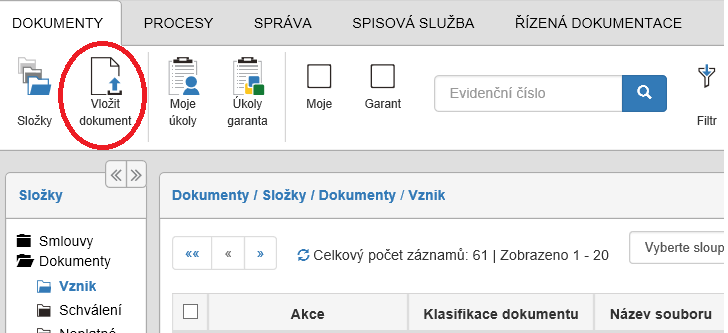 DOKUMENTY PROCESY SPRÁVA SPISOVÁ SLUŽBA ŘÍZENÁ DOKUMENTACE
Složky
Vložit
dokument
Moje
úkoly
Úkoly
garanta
Moje
Garant
Evidenční číslo
Filtr
Složky
Smlouvy
Dokumenty
Vznik
Schválení
Neplatné
Dokumenty / Složky / Dokumenty / Vznik
«« « »
Celkový počet záznamů: 61 | Zobrazeno 1 - 20
Vyberte sloup
Akce Klasifikace dokumentu Název souboru